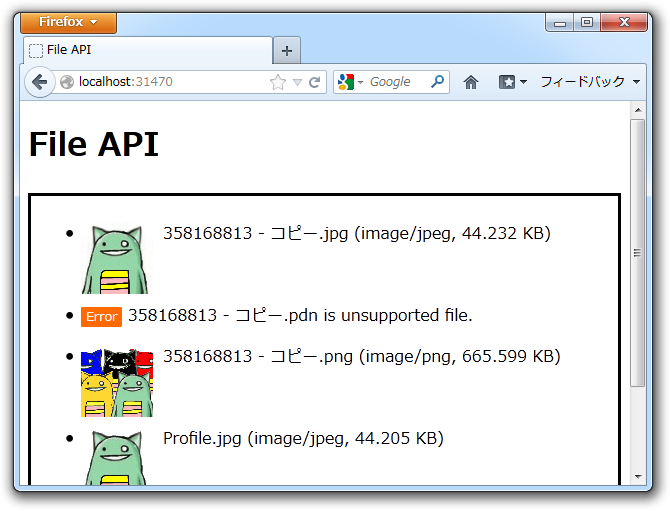 Firefox
File API
localhost:31470
Google
フィードバック
File API
358168813 - コピー.jpg (image/jpeg, 44.232 KB)
Error 358168813 - コピー.pdn is unsupported file.
358168813 - コピー.png (image/png, 665.599 KB)
Profile.jpg (image/jpeg, 44.205 KB)